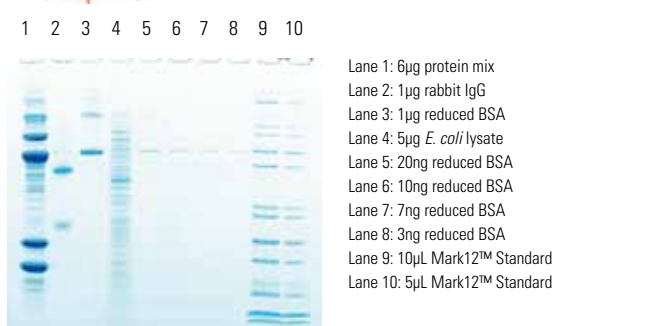 1 2 3 4 5 6 7 8 9 10
Lane 1: 6µg protein mix
Lane 2: 1µg rabbit IgG
Lane 3: 1µg reduced BSA
Lane 4: 5µg E. coli lysate
Lane 5: 20ng reduced BSA
Lane 6: 10ng reduced BSA
Lane 7: 7ng reduced BSA
Lane 8: 3ng reduced BSA
Lane 9: 10µL Mark12™ Standard
Lane 10: 5µL Mark12™ Standard